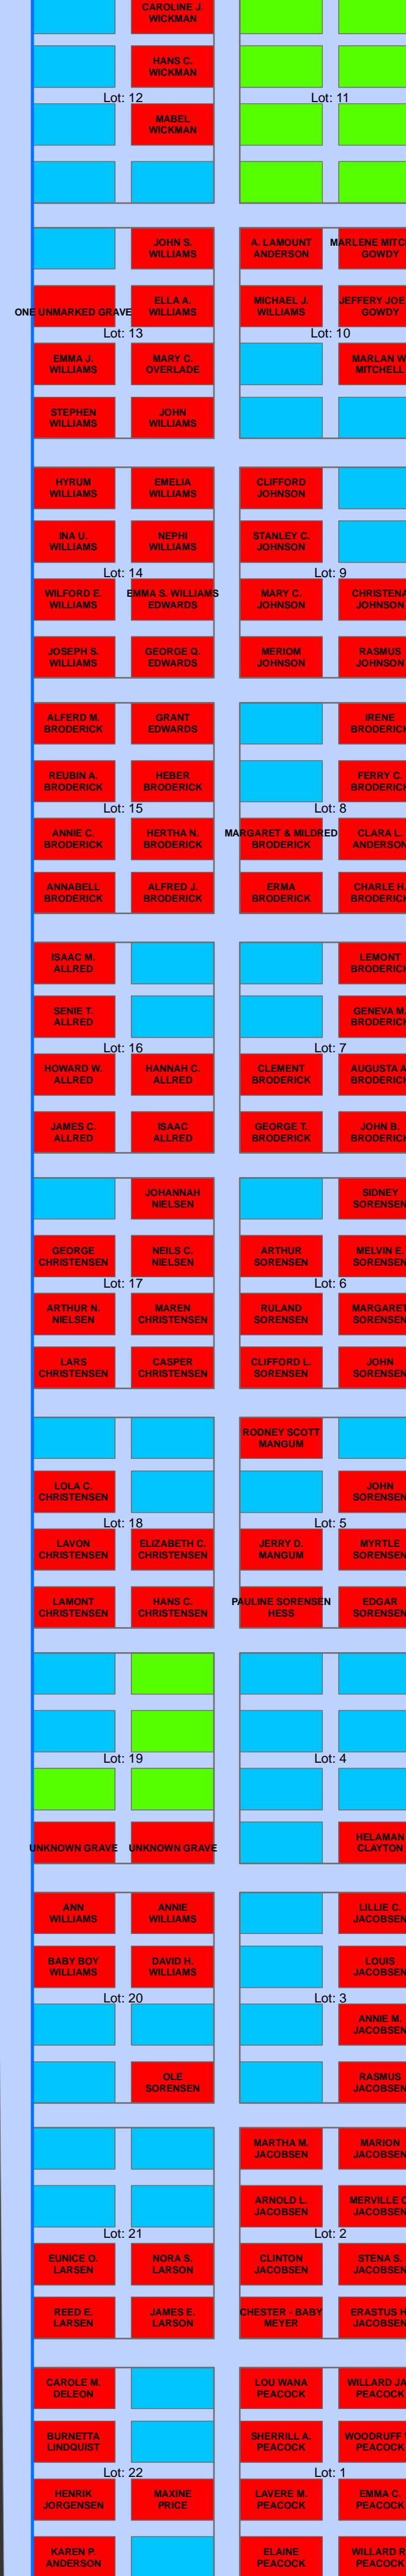 CAROLINE J.
WICKMAN
HANS C.
WICKMAN
Lot: 12
Lot: 11
MABEL
WICKMAN
JOHN S.
WILLIAMS
A. LAMOUNT
ANDERSON
MARLENE
GOWDY
ONE UNMARKED GRAVE
ELLA A.
WILLIAMS
MICHAEL J.
WILLIAMS
JEFFERY JOE
GOWDY
Lot: 13
Lot: 10
EMMA J.
WILLIAMS
MARY C.
OVERLADE
MARLAN W
MITCHELL
STEPHEN
WILLIAMS
JOHN
WILLIAMS
HYRUM
WILLIAMS
EMELIA
WILLIAMS
CLIFFORD
JOHNSON
INA U.
WILLIAMS
NEPHI
WILLIAMS
STANLEY C.
JOHNSON
Lot: 14
Lot: 9
WILFORD E.
WILLIAMS
EMMA S. WILLIAMS
EDWARDS
MARY C.
JOHNSON
CHRISTENA
JOHNSON
JOSEPH S.
WILLIAMS
GEORGE Q.
EDWARDS
MERIOM
JOHNSON
RASMUS
JOHNSON
ALFERD M.
BRODERICK
GRANT
EDWARDS
IRENE
BRODERICK
REUBIN A.
BRODERICK
HEBER
BRODERICK
FERRY C.
BRODERICK
Lot: 15
Lot: 8
ANNIE C.
BRODERICK
HERTHA N.
BRODERICK
MARGARET & MILDRED
BRODERICK
CLARA L.
ANDERSON
ANNABELL
BRODERICK
ALFRED J.
BRODERICK
ERMA
BRODERICK
CHARLE H.
BRODERICK
ISAAC M.
ALLRED
LEMONT
BRODERICK
SENIE T.
ALLRED
GENEVA M.
BRODERICK
Lot: 16
Lot: 7
HOWARD W.
ALLRED
HANNAH C.
ALLRED
CLEMENT
BRODERICK
AUGUSTA A
BRODERICK
JAMES C.
ALLRED
ISAAC
ALLRED
GEORGE T.
BRODERICK
JOHN B.
BRODERICK
JOHANNAH
NIELSEN
SIDNEY
SORENSEN
GEORGE
CHRISTENSEN
NEILS C.
NIELSEN
ARTHUR
SORENSEN
MELVIN E.
SORENSEN
Lot: 17
Lot: 6
ARTHUR N.
NIELSEN
MAREN
CHRISTENSEN
RULAND
SORENSEN
MARGARET
SORENSEN
LARS
CHRISTENSEN
CASPER
CHRISTENSEN
CLIFFORD L.
SORENSEN
JOHN
SORENSEN
RODNEY SCOTT
MANGUM
LOLA C.
CHRISTENSEN
JOHN
SORENSEN
Lot: 18
Lot: 5
LAVON
CHRISTENSEN
ELIZABETH C.
CHRISTENSEN
JERRY D.
MANGUM
MYRTLE
SORENSEN
LAMONT
CHRISTENSEN
HANS C.
CHRISTENSEN
PAULINE SORENSEN
HESS
EDGAR
SORENSEN
Lot: 19
Lot: 4
UNKNOWN GRAVE
UNKNOWN GRAVE
HELAMAN
CLAYTON
ANN
WILLIAMS
ANNIE
WILLIAMS
LILLIE C.
JACOBSEN
BABY BOY
WILLIAMS
DAVID H.
WILLIAMS
LOUIS
JACOBSEN
Lot: 20
Lot: 3
ANNIE M.
JACOBSEN
OLE
SORENSEN
RASMUS
JACOBSEN
MARTHA M.
JACOBSEN
MARION
JACOBSEN
ARNOLD L.
JACOBSEN
MERVILLE
JACOBSEN
Lot: 21
Lot: 2
EUNICE O.
LARSEN
NORA S.
LARSON
CLINTON
JACOBSEN
STENA S.
JACOBSEN
REED E.
LARSEN
JAMES E.
LARSON
CHESTER - BABY
MEYER
ERASTUS H
JACOBSEN
CAROLE M.
DELEON
LOU WANA
PEACOCK
WILLARD
PEACOCK
BURNETTA
LINDQUIST
SHERRILL A.
PEACOCK
WOODRUFF
PEACOCK
Lot: 22
Lot: 1
HENRIK
JORGENSEN
MAXINE
PRICE
LAVERE M.
PEACOCK
EMMA C.
PEACOCK
KAREN P.
ANDERSON
ELAINE
PEACOCK
WILLARD R
PEACOCK